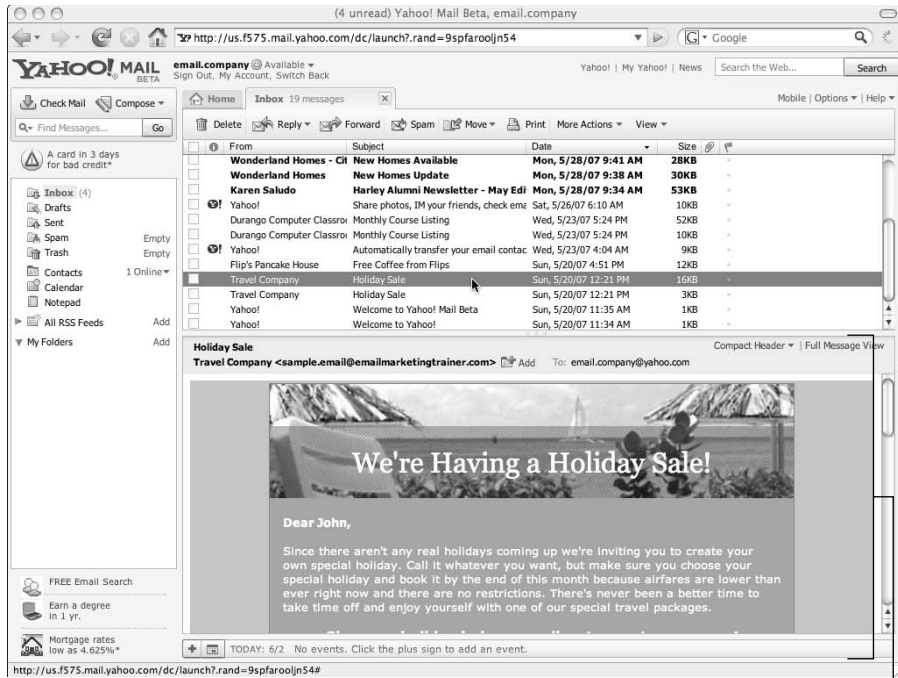 (4 unread) Yahoo! Mail Beta, email.company
http://us.f575.mail.yahoo.com/dc/launch?.rand=9spfarooljn54
G Google
YAHOO! MAIL BETA
email.company Available
Sign Out, My Account, Switch Back
Yahoo! | My Yahoo! | News
Search the Web...
Search
Check Mail Compose
Find Messages... Go
A card in 3 days
for bad credit*
Inbox (4)
Drafts
Sent
Spam Empty
Trash Empty
Contacts 1 Online
Calendar
Notepad
All RSS Feeds Add
My Folders Add
FREE Email Search
Earn a degree
in 1 yr.
Mortgage rates
low as 4.625%*
Home
Inbox 19 messages
Mobile | Options | Help
Delete Reply Forward Spam Move Print More Actions View
From Subject Date Size
Wonderland Homes - Cit New Homes Available Mon, 5/28/07 9:41 AM 28KB
Wonderland Homes New Homes Update Mon, 5/28/07 9:38 AM 30KB
Karen Saludo Harley Alumni Newsletter - May Edi Mon, 5/28/07 9:34 AM 53KB
Yahoo! Share photos, IM your friends, check ema Sat, 5/26/07 6:10 AM 10KB
Durango Computer Classro Monthly Course Listing Wed, 5/23/07 5:24 PM 52KB
Durango Computer Classro Monthly Course Listing Wed, 5/23/07 5:24 PM 10KB
Yahoo! Automatically transfer your email contac Wed, 5/23/07 4:04 AM 9KB
Flip's Pancake House Free Coffee from Flips Sun, 5/20/07 4:51 PM 12KB
Travel Company Holiday Sale Sun, 5/20/07 12:21 PM 16KB
Travel Company Holiday Sale Sun, 5/20/07 12:21 PM 3KB
Yahoo! Welcome to Yahoo! Mail Beta Sun, 5/20/07 11:35 AM 1KB
Yahoo! Welcome to Yahoo! Sun, 5/20/07 11:34 AM 1KB
Holiday Sale
Compact Header | Full Message View
Travel Company <sample.email@emailmarketingtrainer.com> Add To: email.company@yahoo.com
We're Having a Holiday Sale!
Dear John,
Since there aren't any real holidays coming up we're inviting you to create your
own special holiday. Call it whatever you want, but make sure you choose your
special holiday and book it by the end of this month because airfares are lower than
ever right now and there are no restrictions. There's never been a better time to
take time off and enjoy yourself with one of our special travel packages.
TODAY: 6/2 No events. Click the plus sign to add an event.
http://us.f575.mail.yahoo.com/dc/launch?.rand=9spfarooljn54#